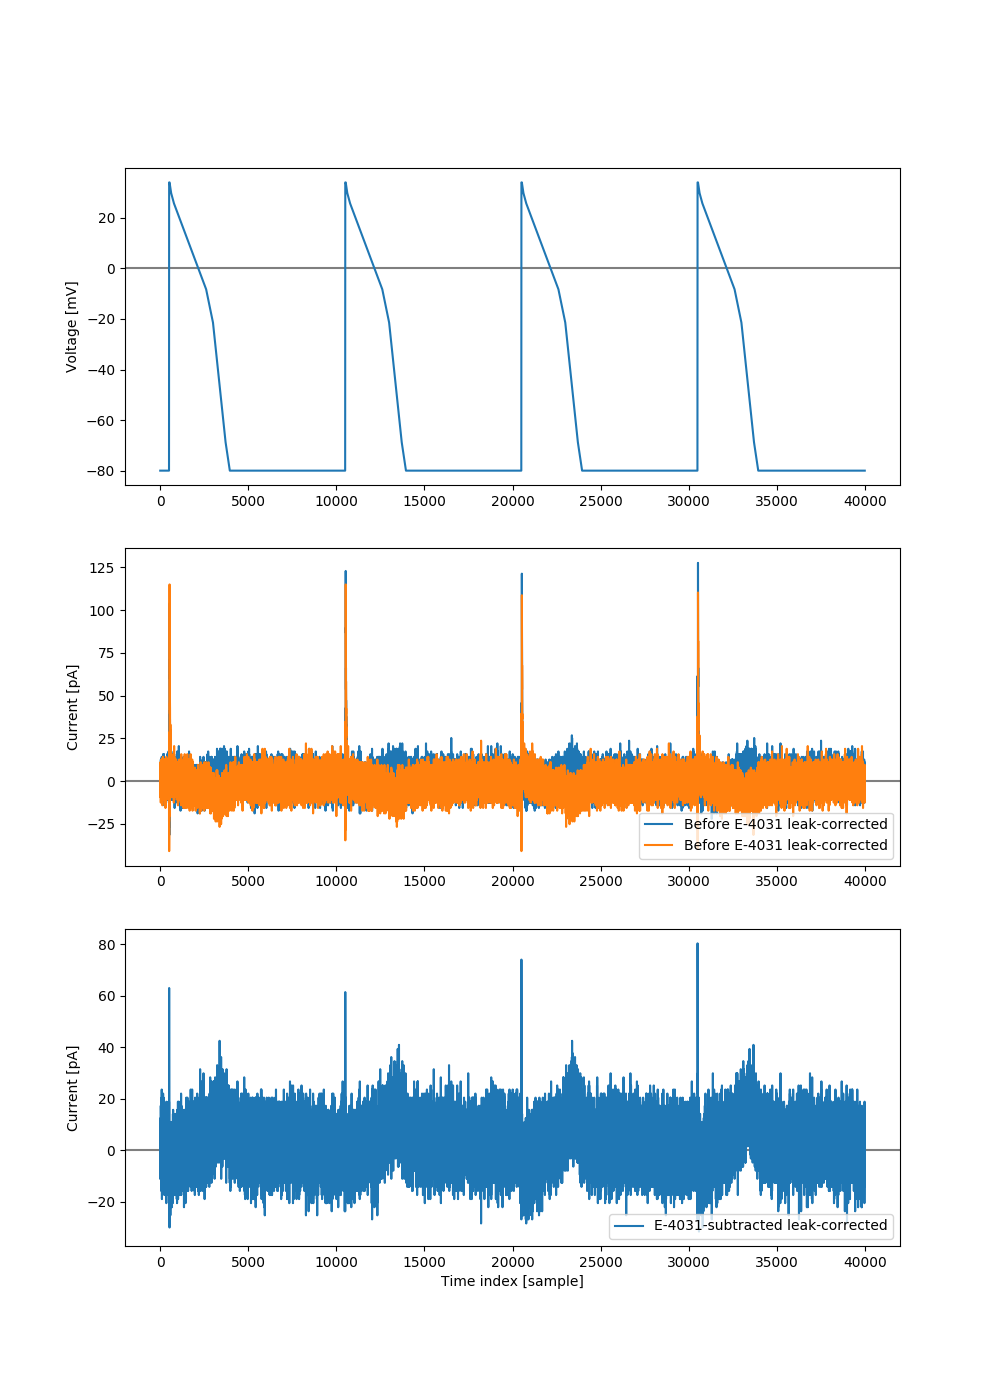 20
0
−20
−40
−60
−80
Voltage [mV]
0 5000 10000 15000 20000 25000 30000 35000 40000
125
100
75
50
25
0
−25
Current [pA]
Before E-4031 leak-corrected
Before E-4031 leak-corrected
0 5000 10000 15000 20000 25000 30000 35000 40000
80
60
40
20
0
−20
Current [pA]
E-4031-subtracted leak-corrected
0 5000 10000 15000 20000 25000 30000 35000 40000
Time index [sample]